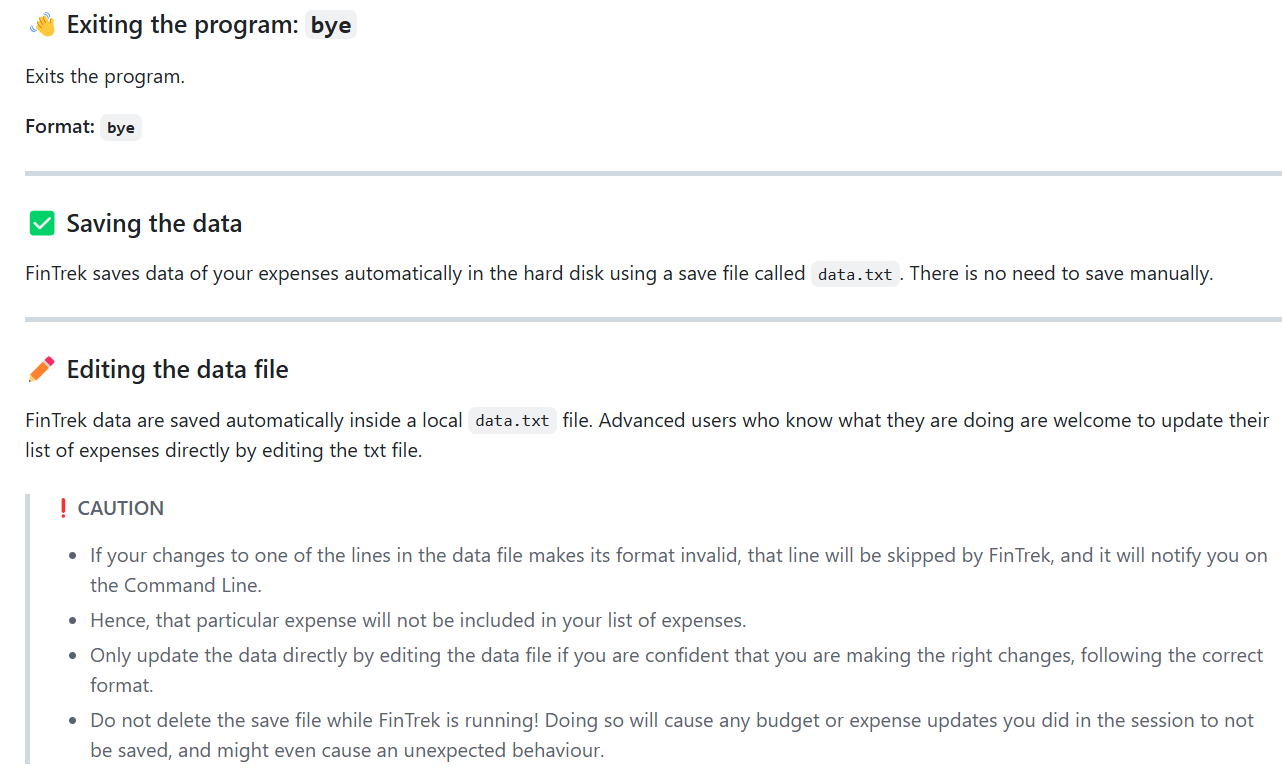 👋 Exiting the program: bye
Exits the program.
Format: bye
✅ Saving the data
FinTrek saves data of your expenses automatically in the hard disk using a save file called data.txt. There is no need to save manually.
✏️ Editing the data file
FinTrek data are saved automatically inside a local data.txt file. Advanced users who know what they are doing are welcome to update their
list of expenses directly by editing the txt file.
❗ CAUTION
• If your changes to one of the lines in the data file makes its format invalid, that line will be skipped by FinTrek, and it will notify you on
the Command Line.
• Hence, that particular expense will not be included in your list of expenses.
• Only update the data directly by editing the data file if you are confident that you are making the right changes, following the correct
format.
• Do not delete the save file while FinTrek is running! Doing so will cause any budget or expense updates you did in the session to not
be saved, and might even cause an unexpected behaviour.